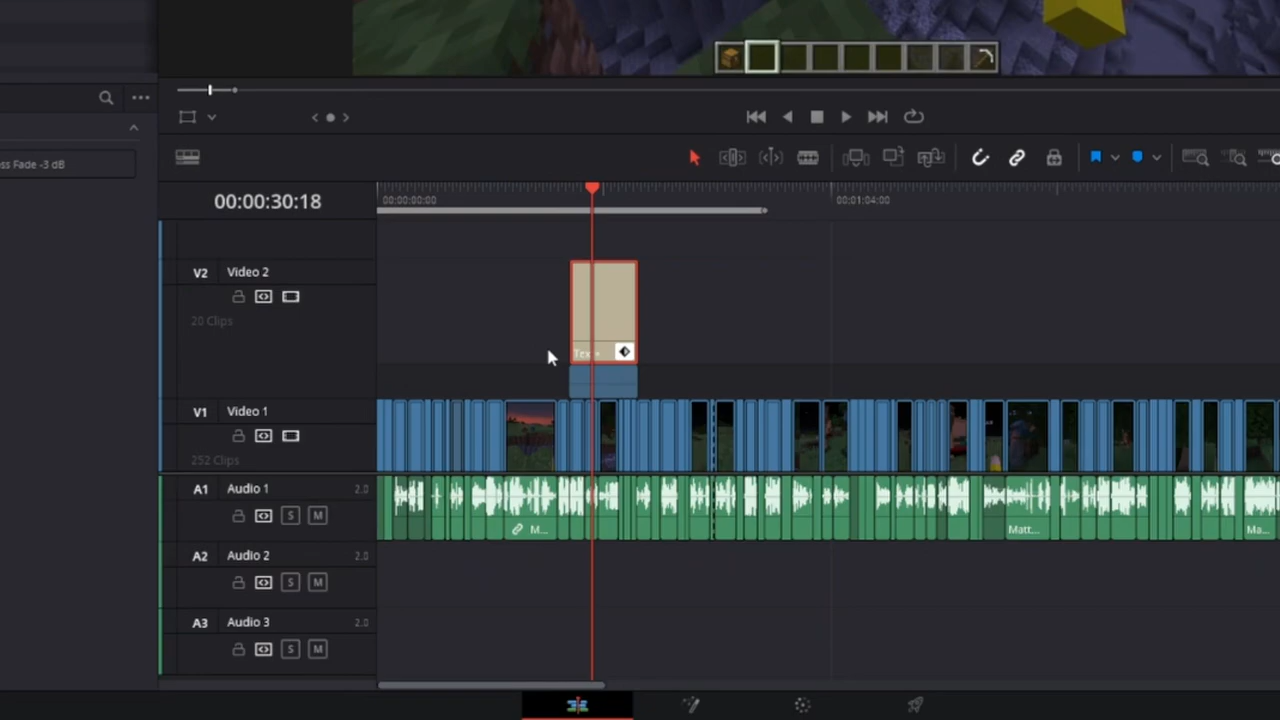 ss Fade -3 dB
00:00:30:18
00:00:00:00
00:01:04:00
V2 Video 2
20 Clips
V1 Video 1
252 Clips
A1 Audio 1 2.0
S M
M... Matt... Ma...
A2 Audio 2 2.0
S M
A3 Audio 3 2.0
S M